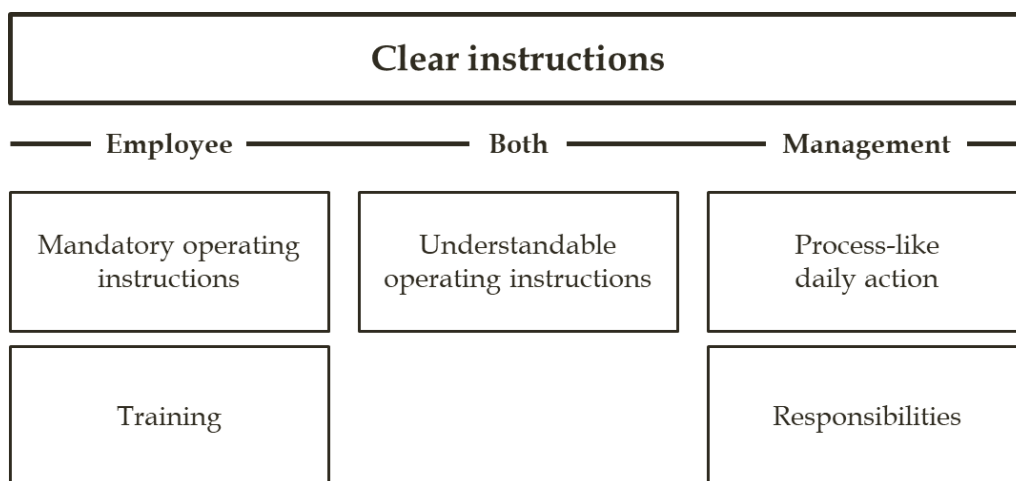 Clear instructions
Employee
Both
Management
Mandatory operating
instructions
Understandable
operating instructions
Process-like
daily action
Training
Responsibilities